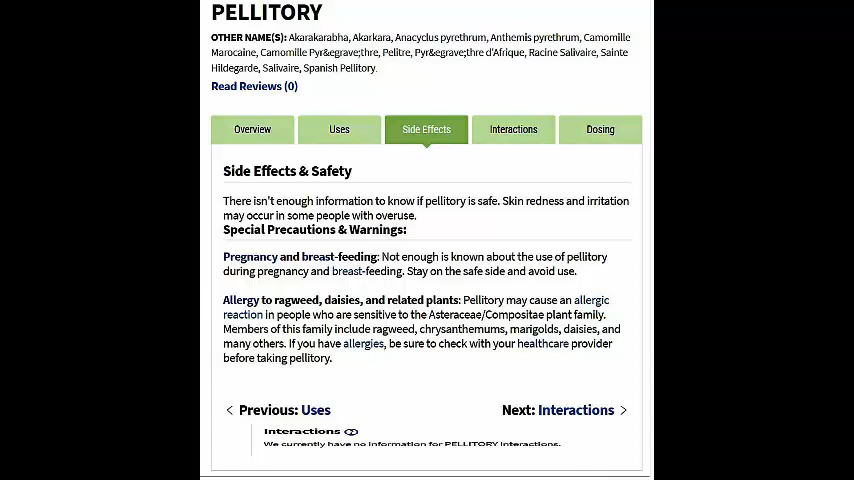 PELLITORY
OTHER NAME(S): Akarakarabha, Akarkara, Anacyclus pyrethrum, Anthemis pyrethrum, Camomille
Marocaine, Camomille Pyr&egrave;thre, Pelitre, Pyr&egrave;thre d'Afrique, Racine Salivaire, Sainte
Hildegarde, Salivaire, Spanish Pellitory.
Read Reviews (0)
Overview Uses Side Effects Interactions Dosing
Side Effects & Safety
There isn't enough information to know if pellitory is safe. Skin redness and irritation
may occur in some people with overuse.
Special Precautions & Warnings:
Pregnancy and breast-feeding: Not enough is known about the use of pellitory
during pregnancy and breast-feeding. Stay on the safe side and avoid use.
Allergy to ragweed, daisies, and related plants: Pellitory may cause an allergic
reaction in people who are sensitive to the Asteraceae/Compositae plant family.
Members of this family include ragweed, chrysanthemums, marigolds, daisies, and
many others. If you have allergies, be sure to check with your healthcare provider
before taking pellitory.
< Previous: Uses Next: Interactions >
Interactions ?
We currently have no information for PELLITORY Interactions.